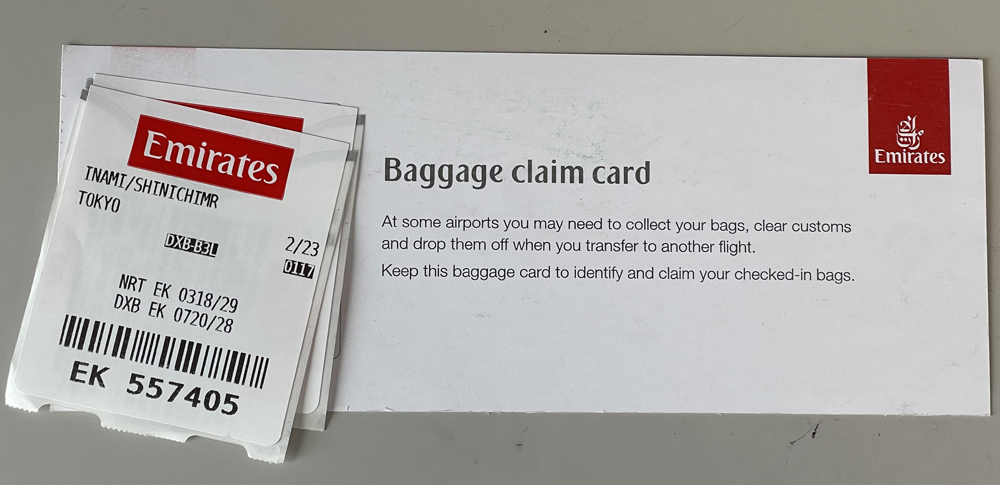 Emirates
INAMI/SHINICHIMR
TOKYO
DXB-B3L
2/23
0117
NRT EK 0318/29
DXB EK 0720/28
EK 557405
Baggage claim card
At some airports you may need to collect your bags, clear customs
and drop them off when you transfer to another flight.
Keep this baggage card to identify and claim your checked-in bags.
Emirates